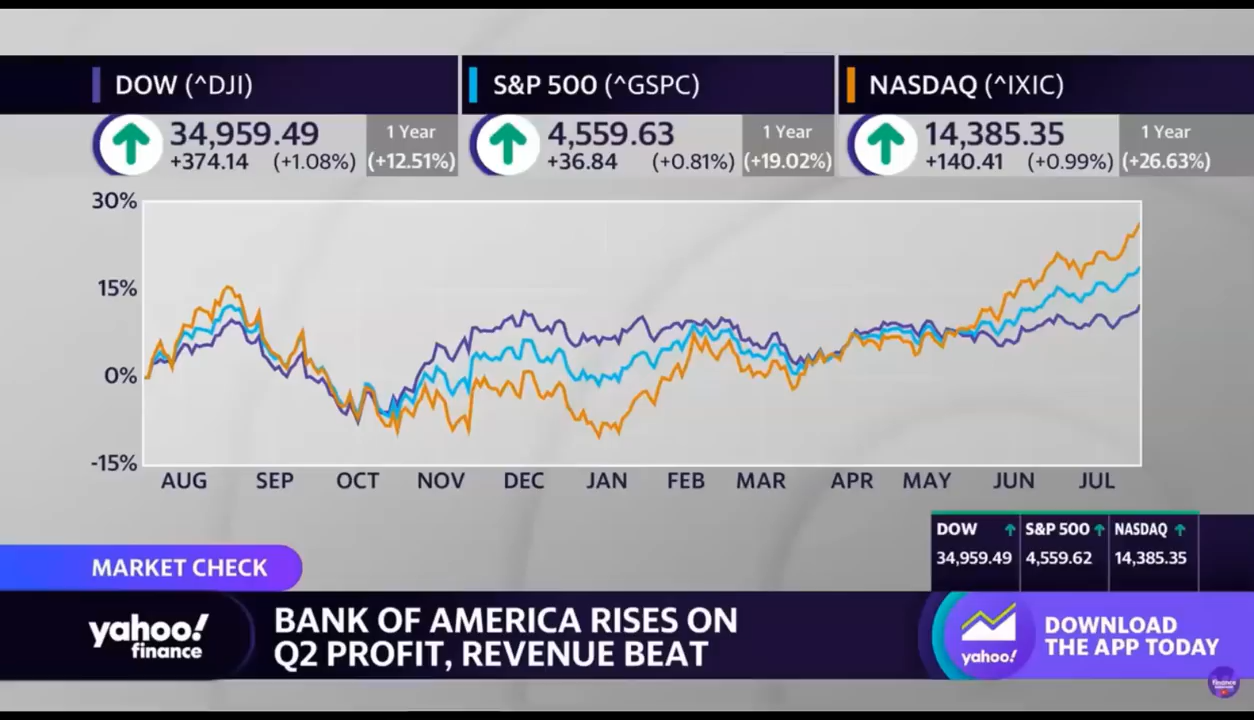 DOW (^DJI)
34,959.49
+374.14 (+1.08%)
1 Year
(+12.51%)
S&P 500 (^GSPC)
4,559.63
+36.84 (+0.81%)
1 Year
(+19.02%)
NASDAQ (^IXIC)
14,385.35
+140.41 (+0.99%)
1 Year
(+26.63%)
30%
15%
0%
-15%
AUG SEP OCT NOV DEC JAN FEB MAR APR MAY JUN JUL
DOW S&P 500 NASDAQ
34,959.49 4,559.62 14,385.35
MARKET CHECK
yahoo!
finance
BANK OF AMERICA RISES ON
Q2 PROFIT, REVENUE BEAT
yahoo!
DOWNLOAD
THE APP TODAY
finance